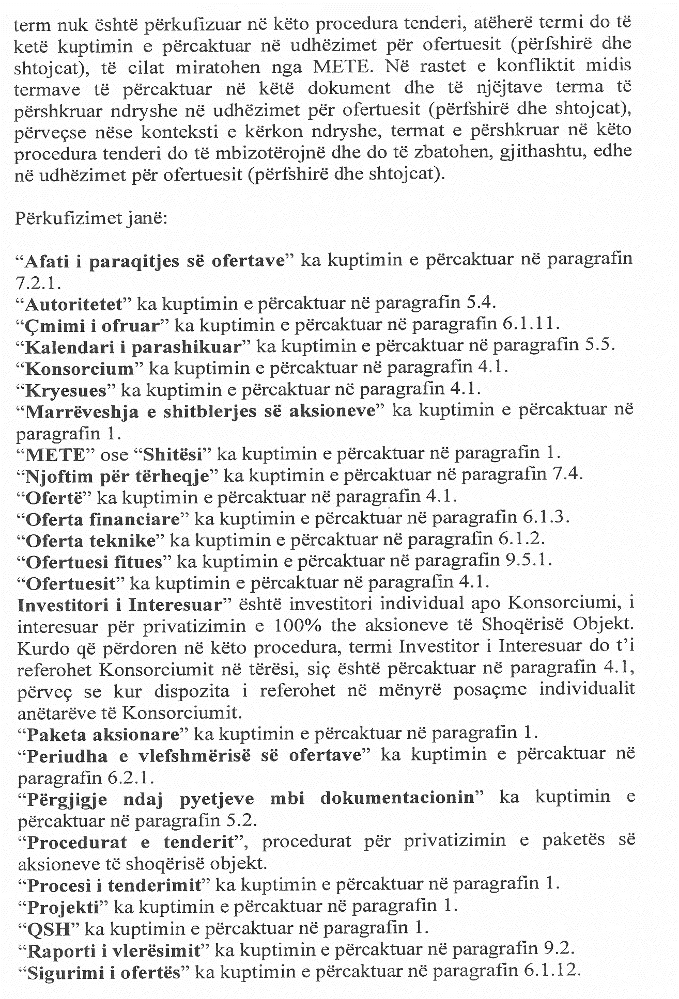 term nuk është përkufizuar në këto procedura tenderi, atëherë termi do të
ketë kuptimin e përcaktuar në udhëzimet për ofertuesit (përfshirë dhe
shtojcat), të cilat miratohen nga METE. Në rastet e konfliktit midis
termave të përcaktuar në këtë dokument dhe të njëjtave terma të
përshkruar ndryshe në udhëzimet për ofertuesit (përfshirë dhe shtojcat),
përveçse nëse konteksti e kërkon ndryshe, termat e përshkruar në këto
procedura tenderi do të mbizotërojnë dhe do të zbatohen, gjithashtu, edhe
në udhëzimet për ofertuesit (përfshirë dhe shtojcat).
Përkufizimet janë:
“Afati i paraqitjes së ofertave” ka kuptimin e përcaktuar në paragrafin
7.2.1.
“Autoritetet” ka kuptimin e përcaktuar në paragrafin 5.4.
“Çmimi i ofruar” ka kuptimin e përcaktuar në paragrafin 6.1.11.
“Kalendari i parashikuar” ka kuptimin e përcaktuar në paragrafin 5.5.
“Konsorcium” ka kuptimin e përcaktuar në paragrafin 4.1.
“Kryesues” ka kuptimin e përcaktuar në paragrafin 4.1.
“Marrëveshja e shitblerjes së aksioneve” ka kuptimin e përcaktuar në
paragrafin 1.
“METE” ose “Shitësi” ka kuptimin e përcaktuar në paragrafin 1.
“Njoftim për tërheqje” ka kuptimin e përcaktuar në paragrafin 7.4.
“Ofertë” ka kuptimin e përcaktuar në paragrafin 4.1.
“Oferta financiare” ka kuptimin e përcaktuar në paragrafin 6.1.3.
“Oferta teknike” ka kuptimin e përcaktuar në paragrafin 6.1.2.
“Ofertuesi fitues” ka kuptimin e përcaktuar në paragrafin 9.5.1.
“Ofertuesit” ka kuptimin e përcaktuar në paragrafin 4.1.
Investitori i Interesuar” është investitori individual apo Konsorciumi, i
interesuar për privatizimin e 100% the aksioneve të Shoqërisë Objekt.
Kurdo që përdoren në këto procedura, termi Investitor i Interesuar do t’i
referohet Konsorciumit në tërësi, siç është përcaktuar në paragrafin 4.1,
përveç se kur dispozita i referohet në mënyrë posaçme individualit
anëtarëve të Konsorciumit.
“Paketa aksionare” ka kuptimin e përcaktuar në paragrafin 1.
“Periudha e vlefshmërisë së ofertave” ka kuptimin e përcaktuar në
paragrafin 6.2.1.
“Përgjigje ndaj pyetjeve mbi dokumentacionin” ka kuptimin e
përcaktuar në paragrafin 5.2.
“Procedurat e tenderit”, procedurat për privatizimin e paketës së
aksioneve të shoqërisë objekt.
“Procesi i tenderimit” ka kuptimin e përcaktuar në paragrafin 1.
“Projekti” ka kuptimin e përcaktuar në paragrafin 1.
“QSH” ka kuptimin e përcaktuar në paragrafin 1.
“Raporti i vlerësimit” ka kuptimin e përcaktuar në paragrafin 9.2.
“Sigurimi i ofertës” ka kuptimin e përcaktuar në paragrafin 6.1.12.